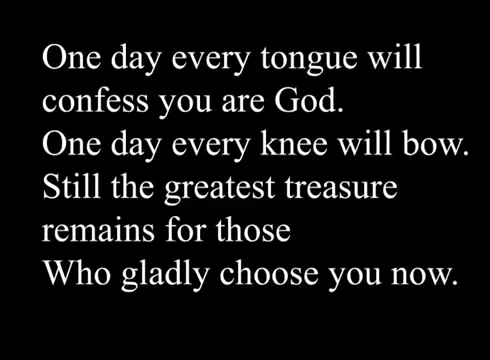 One day every tongue will
confess you are God.
One day every knee will bow.
Still the greatest treasure
remains for those
Who gladly choose you now.